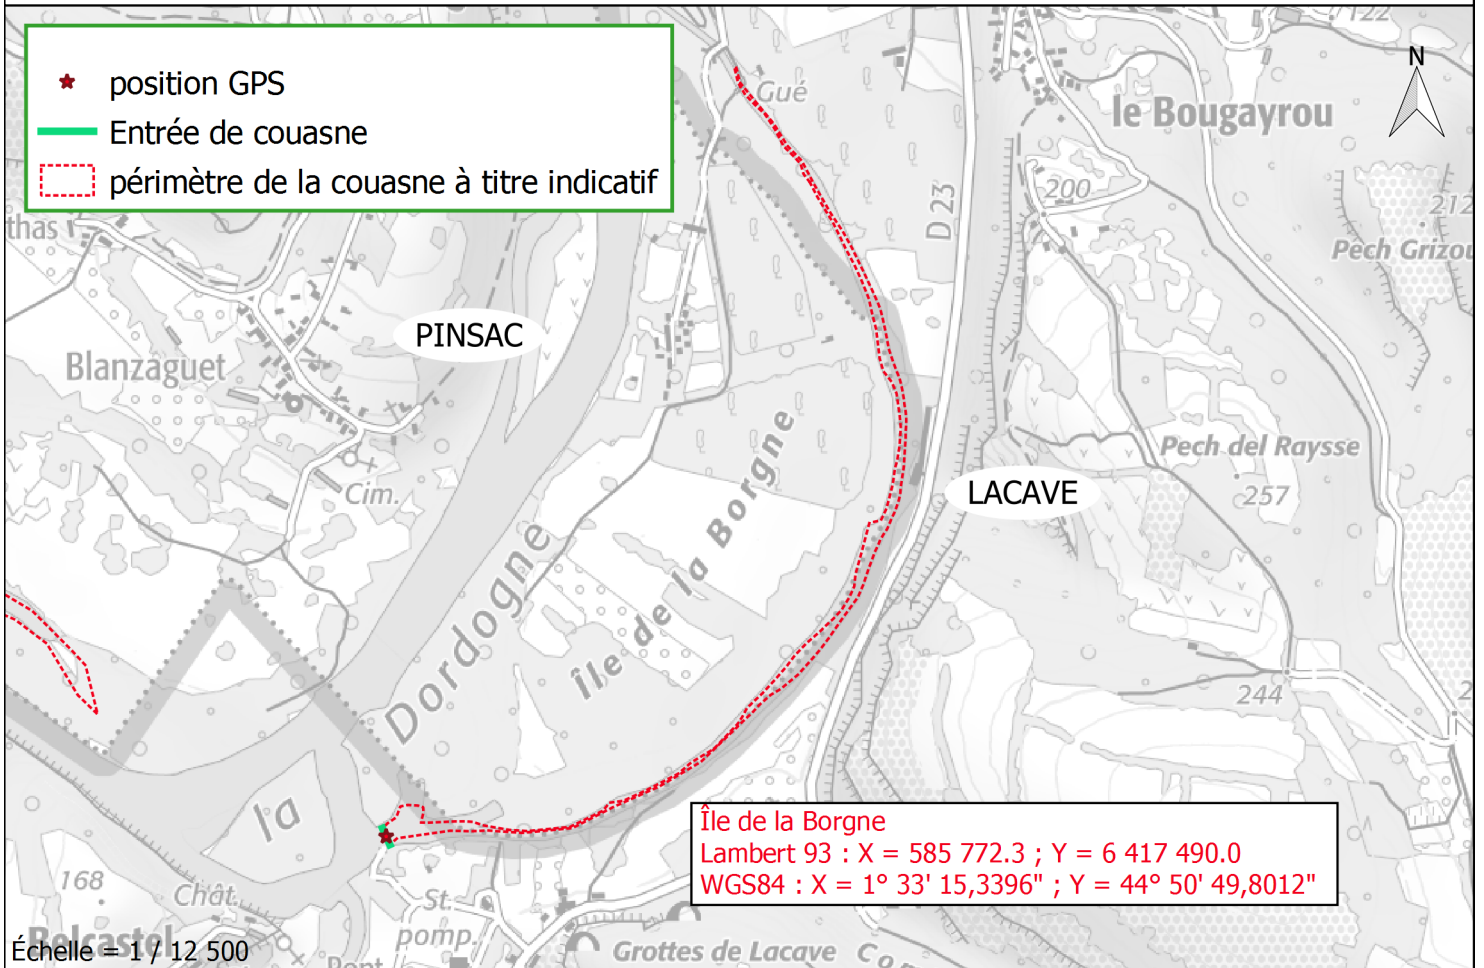 position GPS
Entrée de couasne
périmètre de la couasne à titre indicatif
N
122
Gué
le Bougayrou
D 23
200
212
thas
Pech Grizou
PINSAC
Blanzaguet
Pech del Raysse
257
LACAVE
Cim.
Dordogne
Île de la Borgne
244
la
Île de la Borgne
Lambert 93 : X = 585 772.3 ; Y = 6 417 490.0
WGS84 : X = 1° 33' 15,3396" ; Y = 44° 50' 49,8012"
168
Chât.
St.
pomp.
Belcastel
Pont
Grottes de Lacave
Échelle = 1 / 12 500